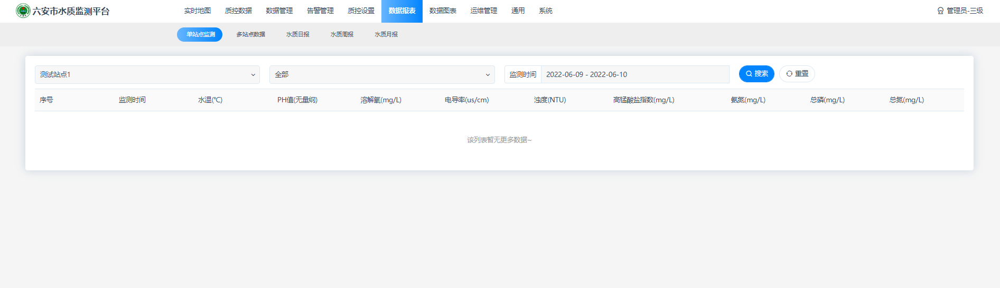 六安市水质监测平台 实时地图 质控数据 数据管理 告警管理 质控设置 数据报表 数据图表 运维管理 通用 系统 管理员-三级
单站点监测 多站点数据 水质日报 水质周报 水质月报
测试站点1 全部 监测时间 2022-06-09 - 2022-06-10 搜索 重置
序号 监测时间 水温(℃) PH值(无量纲) 溶解氧(mg/L) 电导率(us/cm) 浊度(NTU) 高锰酸盐指数(mg/L) 氨氮(mg/L) 总磷(mg/L) 总氮(mg/L)
该列表暂无更多数据~